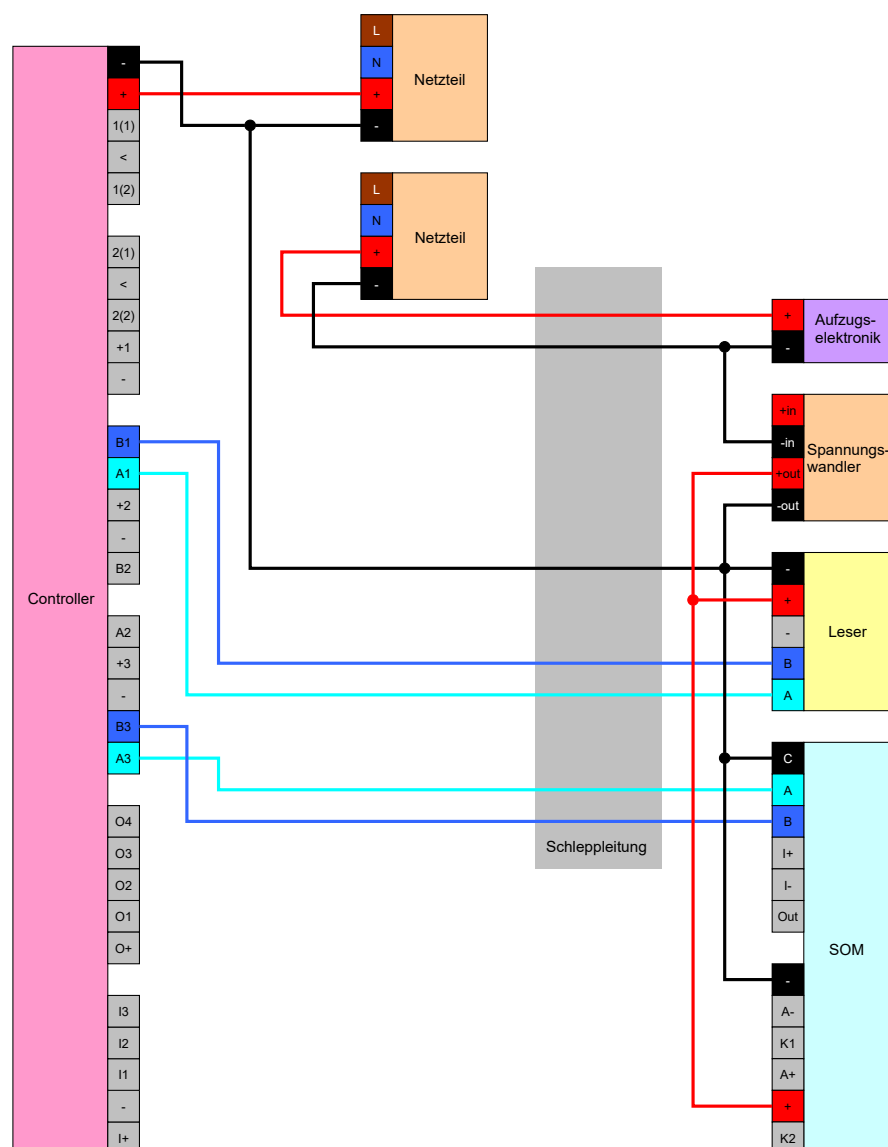 L
N
+
-
Netzteil
L
N
+
-
Netzteil
Controller
-
+
1(1)
<
1(2)
2(1)
<
2(2)
+1
-
B1
A1
+2
-
B2
A2
+3
-
B3
A3
O4
O3
O2
O1
O+
I3
I2
I1
-
I+
Schleppleitung
+
-
Aufzugs-
elektronik
+in
-in
+out
-out
Spannungs-
wandler
-
+
-
B
A
Leser
C
A
B
I+
I-
Out
-
A-
K1
A+
+
K2
SOM